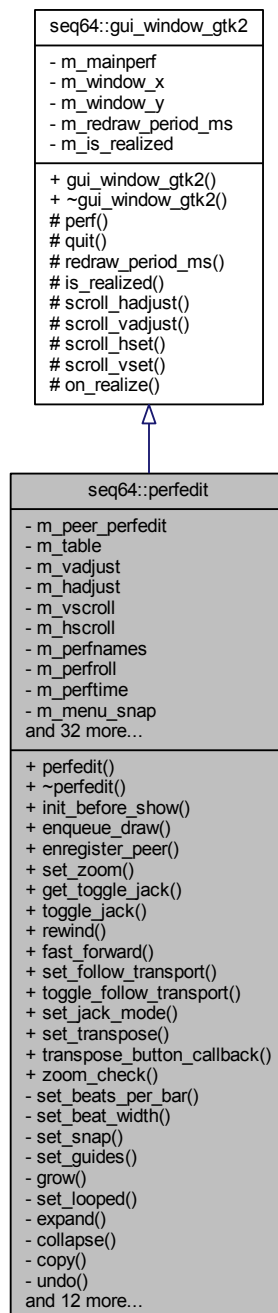 seq64::gui_window_gtk2
- m_mainperf
- m_window_x
- m_window_y
- m_redraw_period_ms
- m_is_realized
+ gui_window_gtk2()
+ ~gui_window_gtk2()
# perf()
# quit()
# redraw_period_ms()
# is_realized()
# scroll_hadjust()
# scroll_vadjust()
# scroll_hset()
# scroll_vset()
# on_realize()
seq64::perfedit
- m_peer_perfedit
- m_table
- m_vadjust
- m_hadjust
- m_vscroll
- m_hscroll
- m_perfnames
- m_perfroll
- m_perftime
- m_menu_snap
and 32 more...
+ perfedit()
+ ~perfedit()
+ init_before_show()
+ enqueue_draw()
+ enregister_peer()
+ set_zoom()
+ get_toggle_jack()
+ toggle_jack()
+ rewind()
+ fast_forward()
+ set_follow_transport()
+ toggle_follow_transport()
+ set_jack_mode()
+ set_transpose()
+ transpose_button_callback()
+ zoom_check()
- set_beats_per_bar()
- set_beat_width()
- set_snap()
- set_guides()
- grow()
- set_looped()
- expand()
- collapse()
- copy()
- undo()
and 12 more...